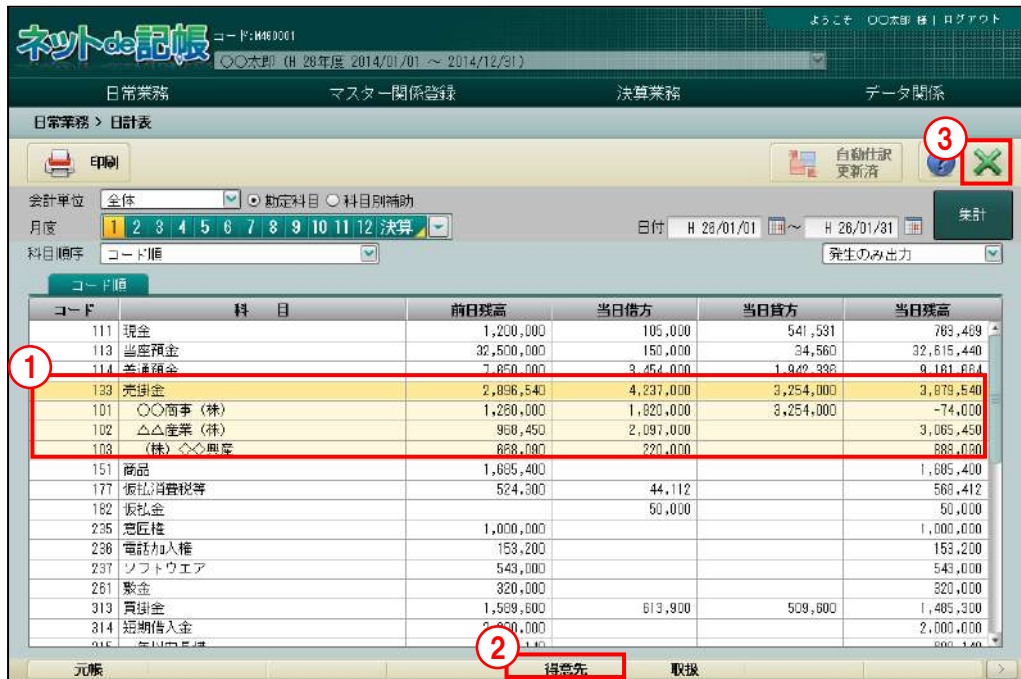 ようこそ 〇〇太郎 様 | ログアウト
ネットde記帳 コード:M460001
〇〇太郎 (H 26年度 2014/01/01 ～ 2014/12/31)
日常業務 マスター関係登録 決算業務 データ関係
日常業務 > 日計表
印刷 自動仕訳 更新済 ? ③
会計単位 全体 勘定科目 科目別補助
月度 1 2 3 4 5 6 7 8 9 10 11 12 決算 日付 H 26/01/01 ～ H 26/01/31 集計
科目順序 コード順 発生のみ出力
コード順
コード 科 目 前日残高 当日借方 当日貸方 当日残高
111 現金 1,200,000 105,000 541,531 763,469
113 当座預金 32,500,000 150,000 34,560 32,615,440
①
114 普通預金 7,650,000 3,454,000 1,942,336
133 売掛金 2,896,540 4,237,000 3,254,000 3,879,540
101 〇〇商事（株） 1,260,000 1,920,000 3,254,000 -74,000
102 △△産業（株） 968,450 2,097,000 3,065,450
103 （株）◇◇興産 668,090 220,000 888,090
151 商品 1,685,400 1,685,400
177 仮払消費税等 524,300 44,112 568,412
182 仮払金 50,000 50,000
235 意匠権 1,000,000 1,000,000
236 電話加入権 153,200 153,200
237 ソフトウエア 543,000 543,000
261 敷金 320,000 320,000
313 買掛金 1,589,600 613,900 509,600 1,485,300
314 短期借入金 2,000,000
②
元帳 得意先 取扱